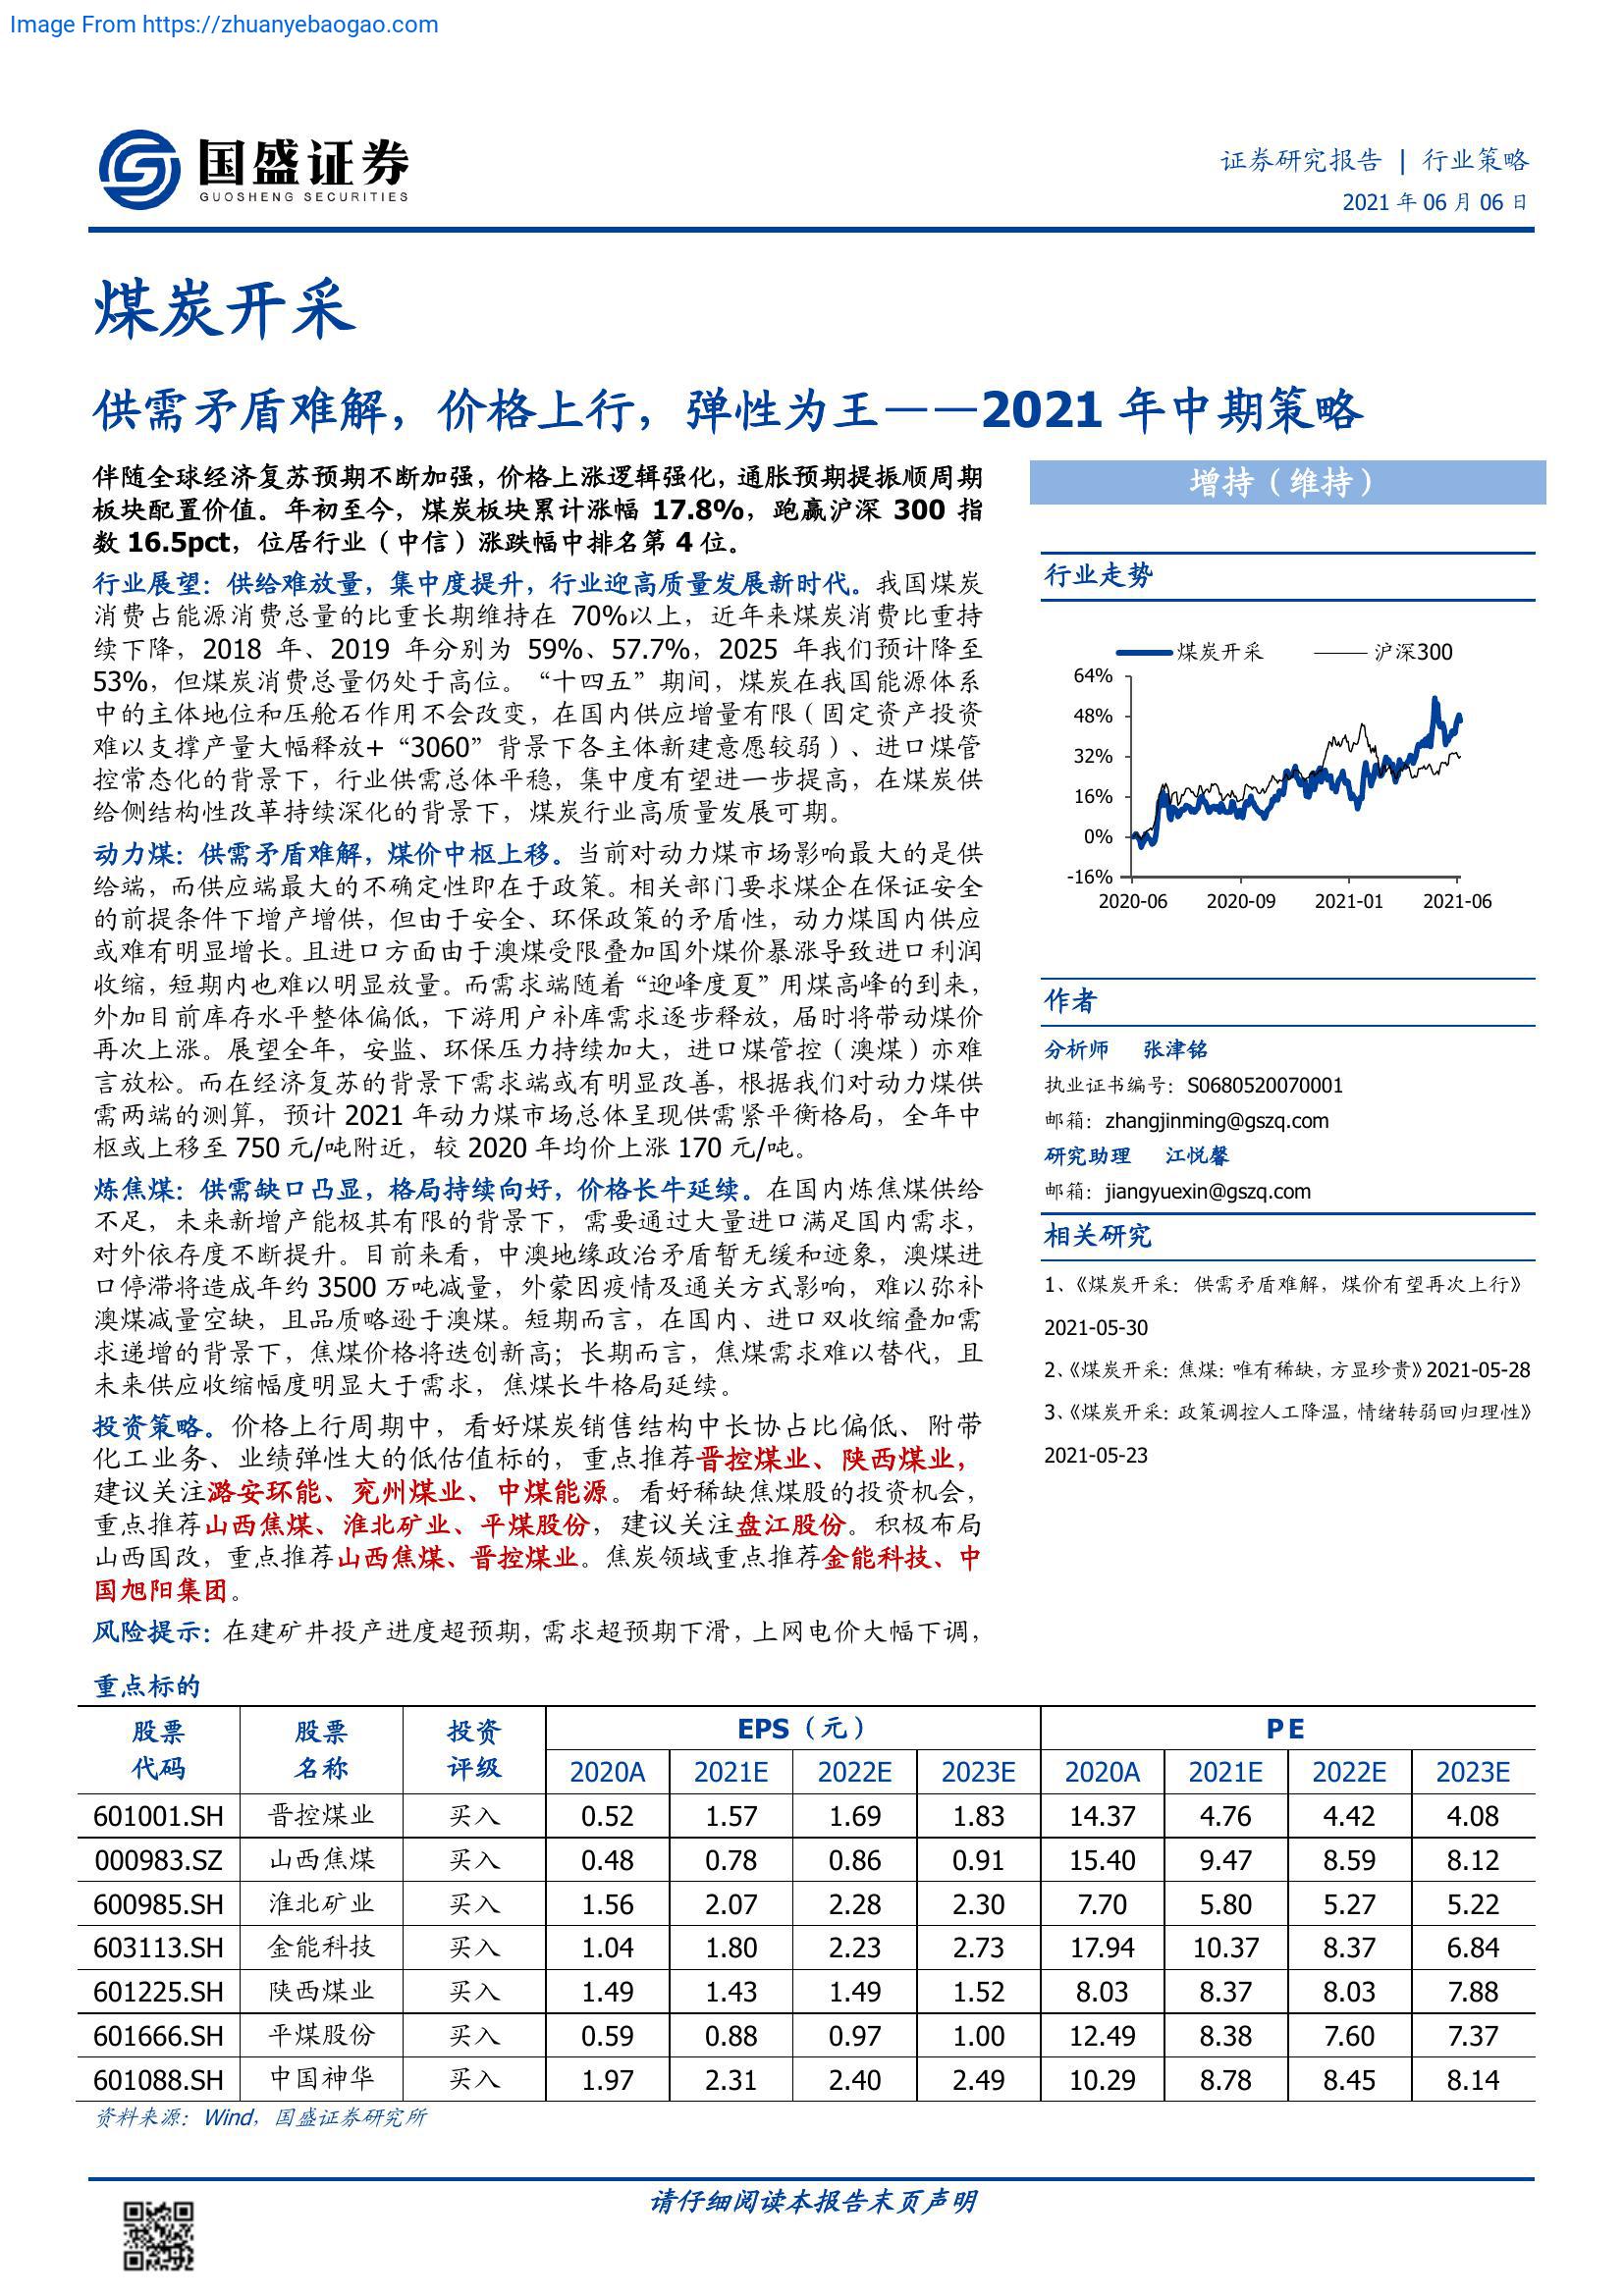 Image From https://zhuanyebaogao.com
国盛证券
GUOSHENG SECURITIES
证券研究报告 | 行业策略
2021 年 06 月 06 日
煤炭开采
供需矛盾难解，价格上行，弹性为王——2021 年中期策略
伴随全球经济复苏预期不断加强，价格上涨逻辑强化，通胀预期提振顺周期
板块配置价值。年初至今，煤炭板块累计涨幅 17.8%，跑赢沪深 300 指
数 16.5pct，位居行业（中信）涨跌幅中排名第 4 位。
行业展望：供给难放量，集中度提升，行业迎高质量发展新时代。我国煤炭
消费占能源消费总量的比重长期维持在 70%以上，近年来煤炭消费比重持
续下降，2018 年、2019 年分别为 59%、57.7%，2025 年我们预计降至
53%，但煤炭消费总量仍处于高位。“十四五”期间，煤炭在我国能源体系
中的主体地位和压舱石作用不会改变，在国内供应增量有限（固定资产投资
难以支撑产量大幅释放+“3060”背景下各主体新建意愿较弱）、进口煤管
控常态化的背景下，行业供需总体平稳，集中度有望进一步提高，在煤炭供
给侧结构性改革持续深化的背景下，煤炭行业高质量发展可期。
动力煤：供需矛盾难解，煤价中枢上移。当前对动力煤市场影响最大的是供
给端，而供应端最大的不确定性即在于政策。相关部门要求煤企在保证安全
的前提条件下增产增供，但由于安全、环保政策的矛盾性，动力煤国内供应
或难有明显增长。且进口方面由于澳煤受限叠加国外煤价暴涨导致进口利润
收缩，短期内也难以明显放量。而需求端随着“迎峰度夏”用煤高峰的到来，
外加目前库存水平整体偏低，下游用户补库需求逐步释放，届时将带动煤价
再次上涨。展望全年，安监、环保压力持续加大，进口煤管控（澳煤）亦难
言放松。而在经济复苏的背景下需求端或有明显改善，根据我们对动力煤供
需两端的测算，预计 2021 年动力煤市场总体呈现供需紧平衡格局，全年中
枢或上移至 750 元/吨附近，较 2020 年均价上涨 170 元/吨。
炼焦煤：供需缺口凸显，格局持续向好，价格长牛延续。在国内炼焦煤供给
不足，未来新增产能极其有限的背景下，需要通过大量进口满足国内需求，
对外依存度不断提升。目前来看，中澳地缘政治矛盾暂无缓和迹象，澳煤进
口停滞将造成年约 3500 万吨减量，外蒙因疫情及通关方式影响，难以弥补
澳煤减量空缺，且品质略逊于澳煤。短期而言，在国内、进口双收缩叠加需
求递增的背景下，焦煤价格将迭创新高；长期而言，焦煤需求难以替代，且
未来供应收缩幅度明显大于需求，焦煤长牛格局延续。
投资策略。价格上行周期中，看好煤炭销售结构中长协占比偏低、附带
化工业务、业绩弹性大的低估值标的，重点推荐晋控煤业、陕西煤业，
建议关注潞安环能、兖州煤业、中煤能源。看好稀缺焦煤股的投资机会，
重点推荐山西焦煤、淮北矿业、平煤股份，建议关注盘江股份。积极布局
山西国改，重点推荐山西焦煤、晋控煤业。焦炭领域重点推荐金能科技、中
国旭阳集团。
风险提示：在建矿井投产进度超预期，需求超预期下滑，上网电价大幅下调，
增持（维持）
行业走势
煤炭开采 沪深300
64%
48%
32%
16%
0%
-16%
2020-06 2020-09 2021-01 2021-06
作者
分析师 张津铭
执业证书编号：S0680520070001
邮箱：zhangjinming@gszq.com
研究助理 江悦馨
邮箱：jiangyuexin@gszq.com
相关研究
1、《煤炭开采：供需矛盾难解，煤价有望再次上行》
2021-05-30
2、《煤炭开采：焦煤：唯有稀缺，方显珍贵》2021-05-28
3、《煤炭开采：政策调控人工降温，情绪转弱回归理性》
2021-05-23
重点标的
股票 股票 投资 EPS（元） PE
代码 名称 评级 2020A 2021E 2022E 2023E 2020A 2021E 2022E 2023E
601001.SH 晋控煤业 买入 0.52 1.57 1.69 1.83 14.37 4.76 4.42 4.08
000983.SZ 山西焦煤 买入 0.48 0.78 0.86 0.91 15.40 9.47 8.59 8.12
600985.SH 淮北矿业 买入 1.56 2.07 2.28 2.30 7.70 5.80 5.27 5.22
603113.SH 金能科技 买入 1.04 1.80 2.23 2.73 17.94 10.37 8.37 6.84
601225.SH 陕西煤业 买入 1.49 1.43 1.49 1.52 8.03 8.37 8.03 7.88
601666.SH 平煤股份 买入 0.59 0.88 0.97 1.00 12.49 8.38 7.60 7.37
601088.SH 中国神华 买入 1.97 2.31 2.40 2.49 10.29 8.78 8.45 8.14
资料来源：Wind，国盛证券研究所
请仔细阅读本报告末页声明